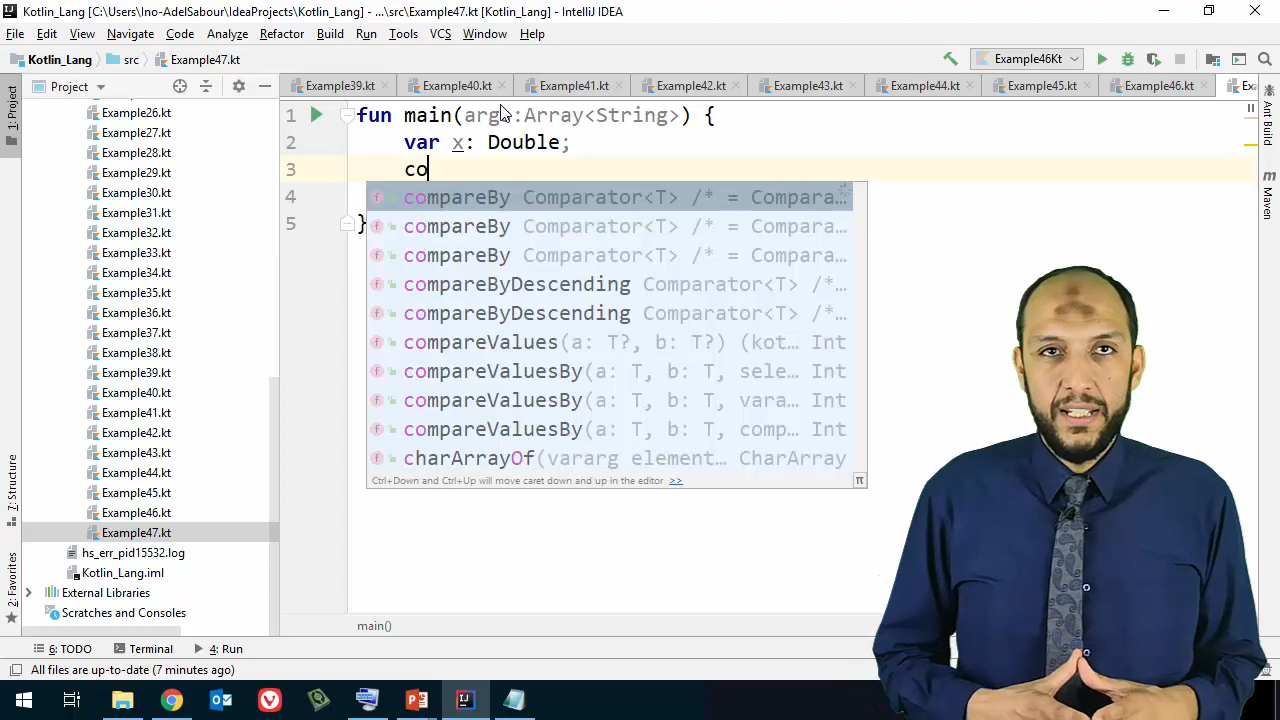 Kotlin_Lang [C:\Users\Ino-AdelSabour\IdeaProjects\Kotlin_Lang] - ...\src\Example47.kt [Kotlin_Lang] - IntelliJ IDEA
File Edit View Navigate Code Analyze Refactor Build Run Tools VCS Window Help
Kotlin_Lang src Example47.kt Example46Kt
Project Example39.kt Example40.kt Example41.kt Example42.kt Example43.kt Example44.kt Example45.kt Example46.kt
1: Project
7: Structure
2: Favorites
Example26.kt
Example27.kt
Example28.kt
Example29.kt
Example30.kt
Example31.kt
Example32.kt
Example33.kt
Example34.kt
Example35.kt
Example36.kt
Example37.kt
Example38.kt
Example39.kt
Example40.kt
Example41.kt
Example42.kt
Example43.kt
Example44.kt
Example45.kt
Example46.kt
Example47.kt
hs_err_pid15532.log
Kotlin_Lang.iml
External Libraries
Scratches and Consoles
1 fun main(args:Array<String>) {
2 var x: Double;
3 co
4
5 }
compareBy Comparator<T> /* = Compara…
compareBy Comparator<T> /* = Compara…
compareBy Comparator<T> /* = Compara…
compareByDescending Comparator<T> /*…
compareByDescending Comparator<T> /*…
compareValues(a: T?, b: T?) (kot… Int
compareValuesBy(a: T, b: T, sele… Int
compareValuesBy(a: T, b: T, vara… Int
compareValuesBy(a: T, b: T, comp… Int
charArrayOf(vararg element… CharArray
Ctrl+Down and Ctrl+Up will move caret down and up in the editor >>
π
main()
Ant Build
m Maven
6: TODO Terminal 4: Run
All files are up-to-date (7 minutes ago)